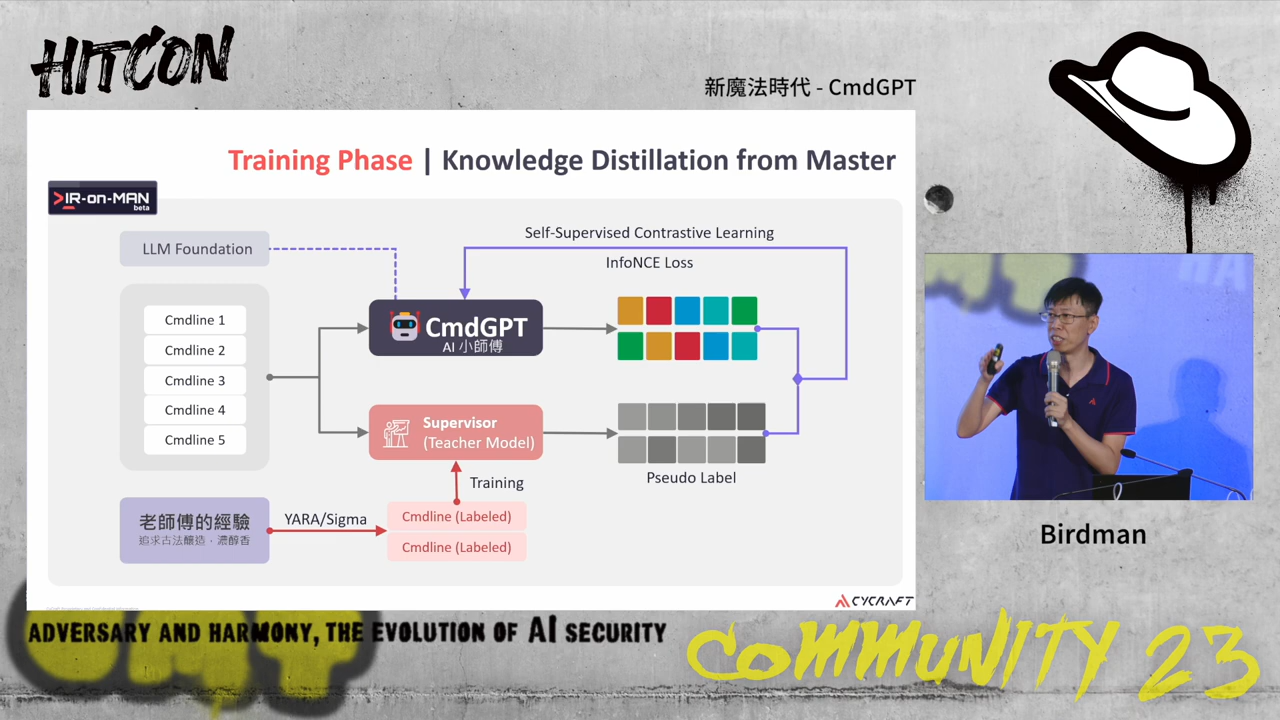 HITCON
新魔法時代 - CmdGPT
Training Phase | Knowledge Distillation from Master
IR-on-MAN
beta
LLM Foundation
Self-Supervised Contrastive Learning
InfoNCE Loss
Cmdline 1
Cmdline 2
Cmdline 3
Cmdline 4
Cmdline 5
CmdGPT
AI 小師傅
Supervisor
(Teacher Model)
Pseudo Label
Training
老師傅的經驗
追求古法釀造，濃醇香
YARA/Sigma
Cmdline (Labeled)
Cmdline (Labeled)
CYCRAFT
Birdman
ADVERSARY AND HARMONY, THE EVOLUTION OF AI SECURITY
COMMUNITY 23